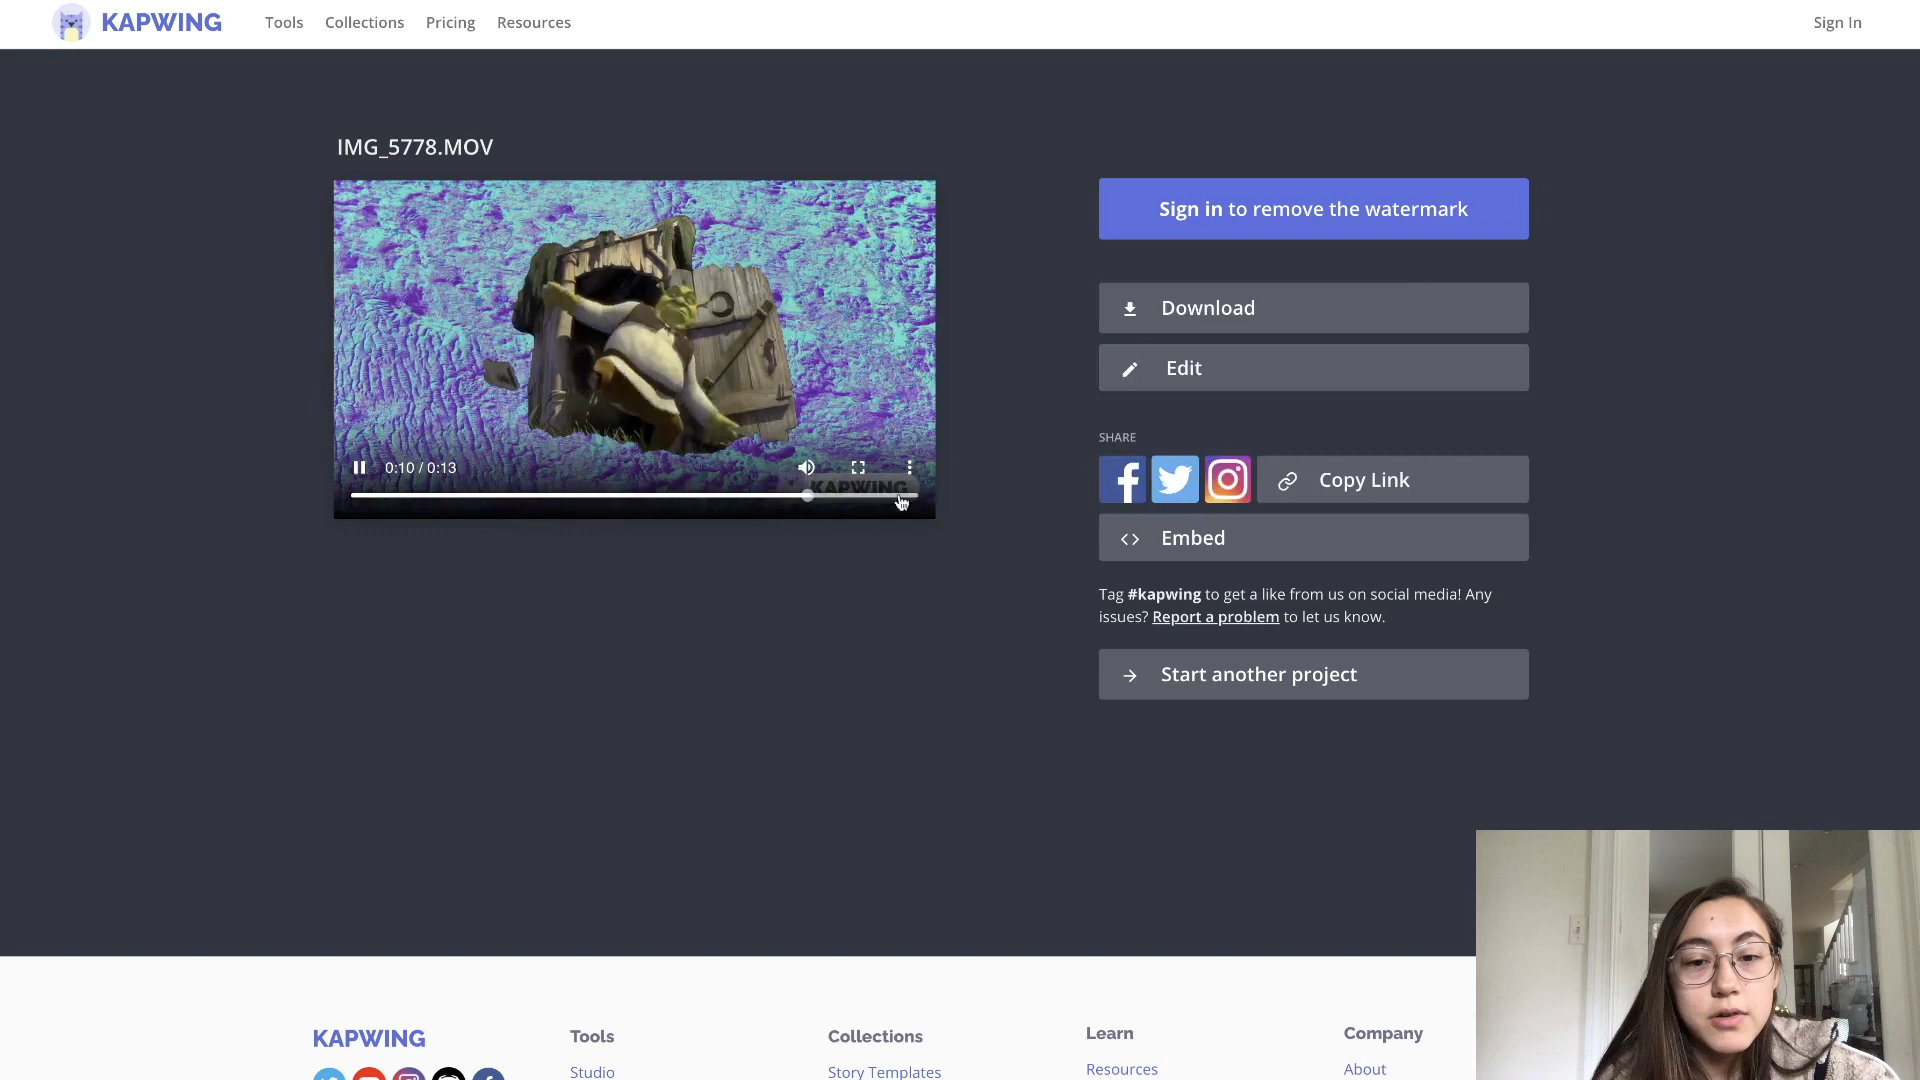 KAPWING
Tools
Collections
Pricing
Resources
Sign In
IMG_5778.MOV
0:10 / 0:13
KAPWING
Sign in to remove the watermark
Download
Edit
SHARE
Copy Link
Embed
Tag #kapwing to get a like from us on social media! Any
issues? Report a problem to let us know.
Start another project
KAPWING
Tools
Studio
Collections
Story Templates
Learn
Resources
Company
About